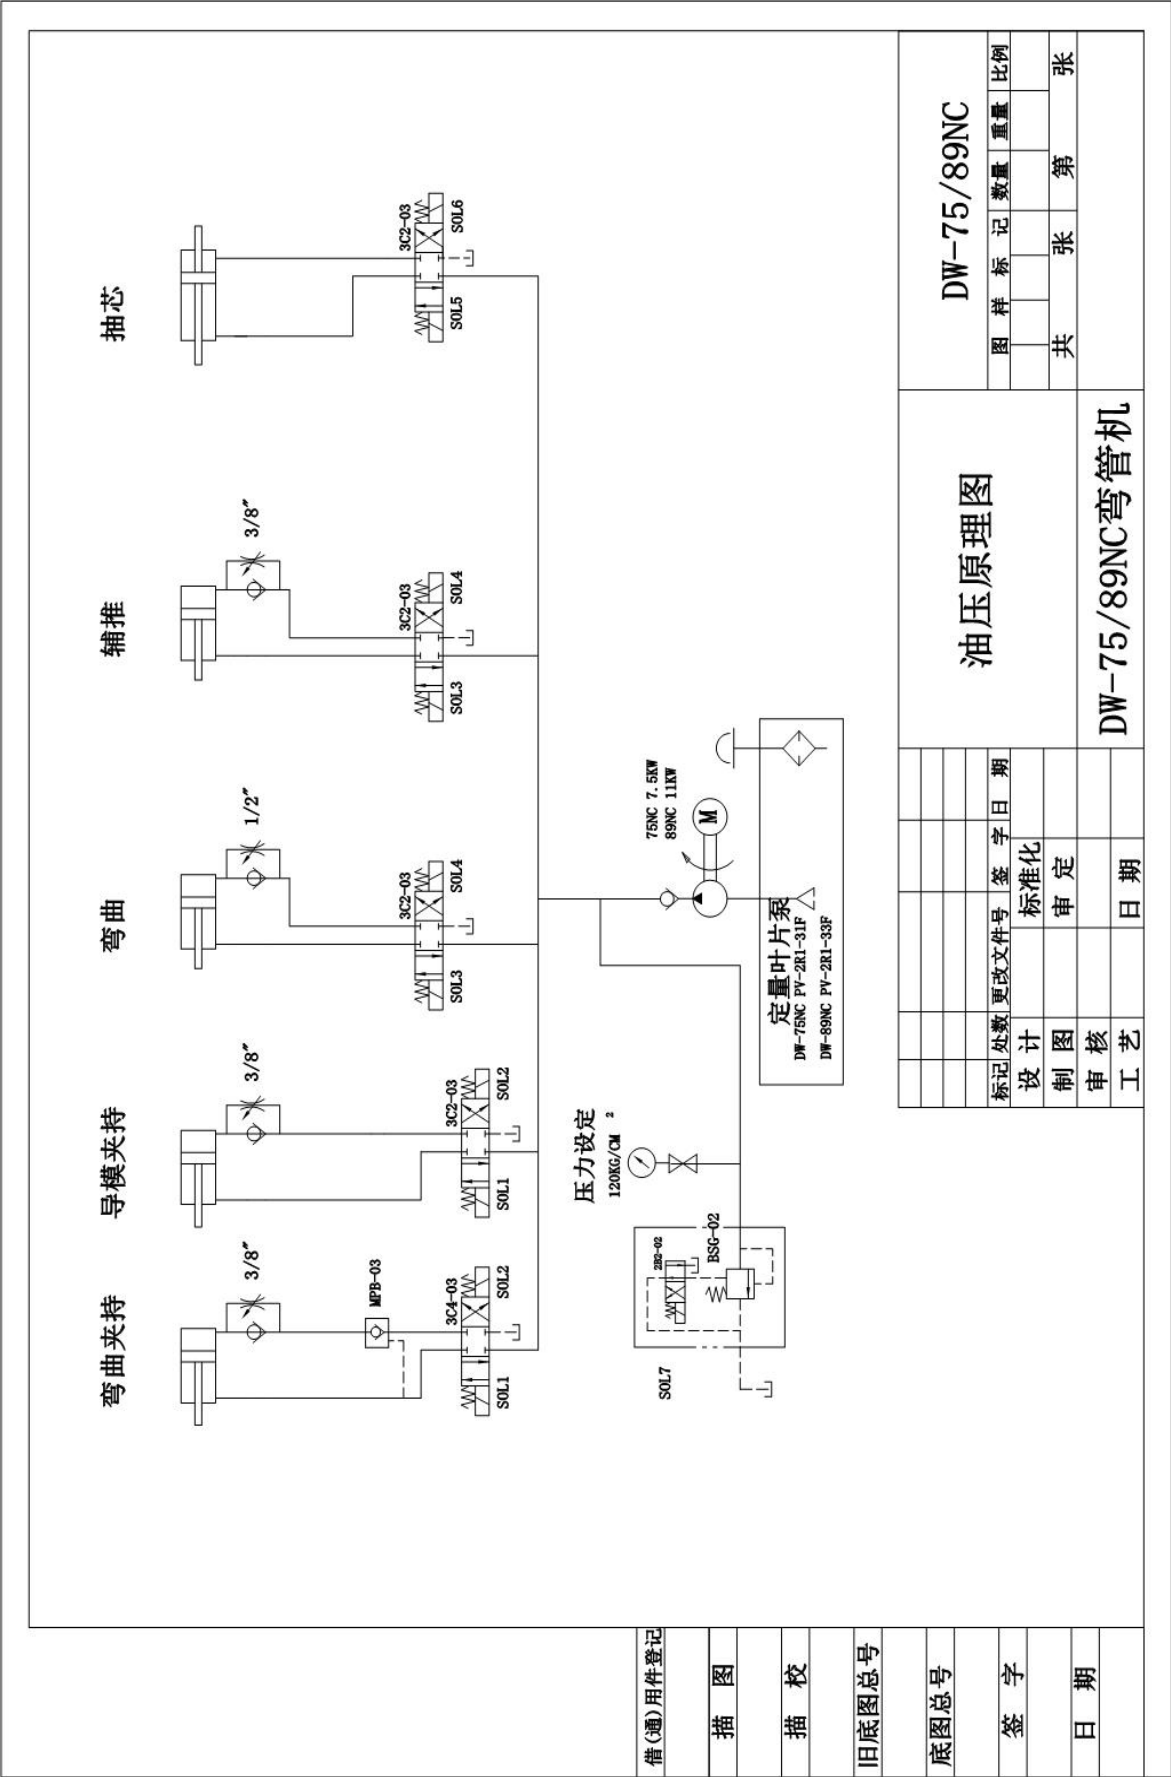 弯曲夹持
导模夹持
弯曲
辅推
抽芯
3/8″
3/8″
1/2″
3/8″
MPB-03
3C4-03
SOL1
SOL2
3C2-03
SOL1
SOL2
3C2-03
SOL3
SOL4
3C2-03
SOL3
SOL4
3C2-03
SOL5
SOL6
压力设定
120KG/CM²
SOL7
2B2-02
BSG-02
75NC 7.5KW
89NC 11KW
M
定量叶片泵
DW-75NC PV-2R1-31F
DW-89NC PV-2R1-33F
标记 处数 更改文件号 签 字 日 期
设 计 标准化
制 图 审 定
审 核
工 艺 日 期
油压原理图
DW-75/89NC弯管机
DW-75/89NC
图 样 标 记 数量 重量 比例
共 张 第 张
借(通)用件登记
描 图
描 校
旧底图总号
底图总号
签 字
日 期